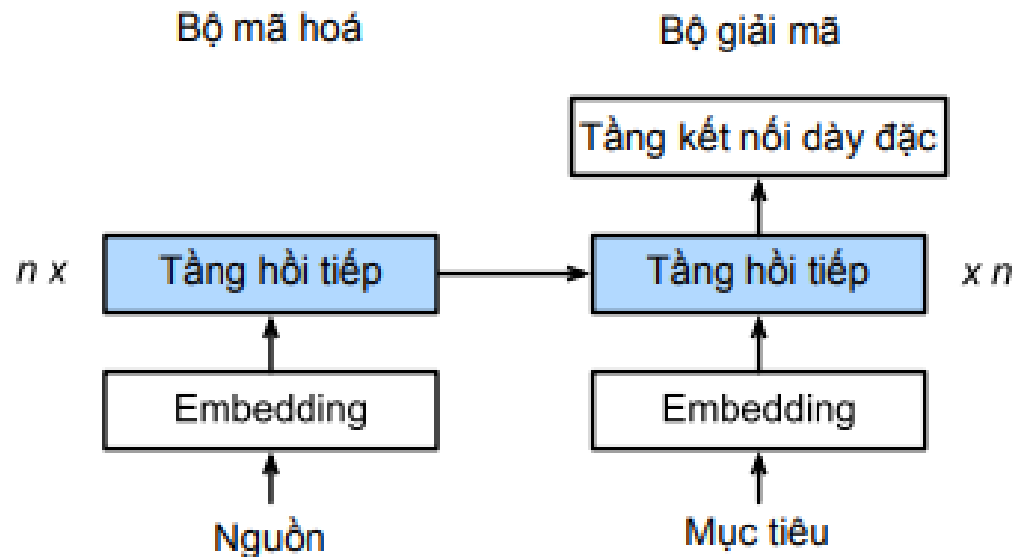 Bộ mã hoá
Bộ giải mã
Tầng kết nối dày đặc
n x
Tầng hồi tiếp
Tầng hồi tiếp
x n
Embedding
Embedding
Nguồn
Mục tiêu